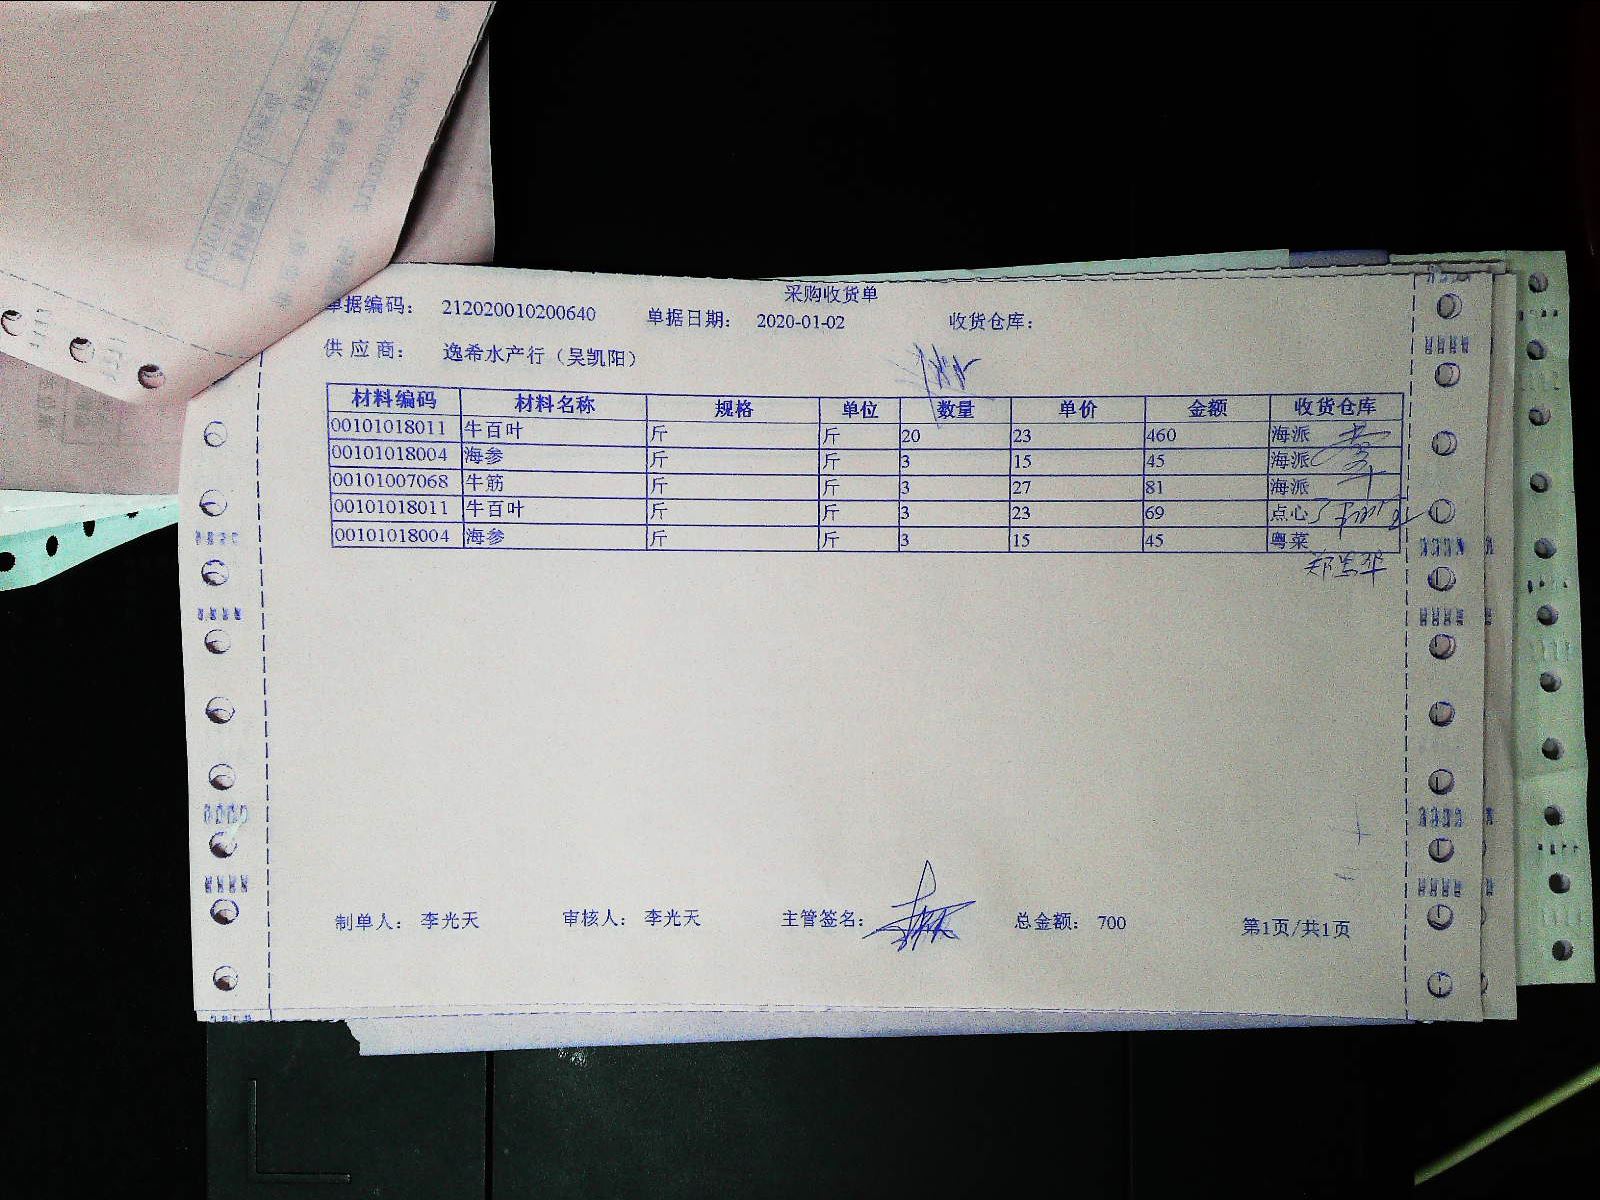 采购收货单
单据编码： 212020010200640 单据日期： 2020-01-02 收货仓库：
供应商： 逸希水产行（吴凯阳）
材料编码 材料名称 规格 单位 数量 单价 金额 收货仓库
00101018011 牛百叶 斤 斤 20 23 460 海派
00101018004 海参 斤 斤 3 15 45 海派
00101007068 牛筋 斤 斤 3 27 81 海派
00101018011 牛百叶 斤 斤 3 23 69 点心
00101018004 海参 斤 斤 3 15 45 粤菜
制单人： 李光天 审核人： 李光天 主管签名： 总金额： 700 第1页/共1页